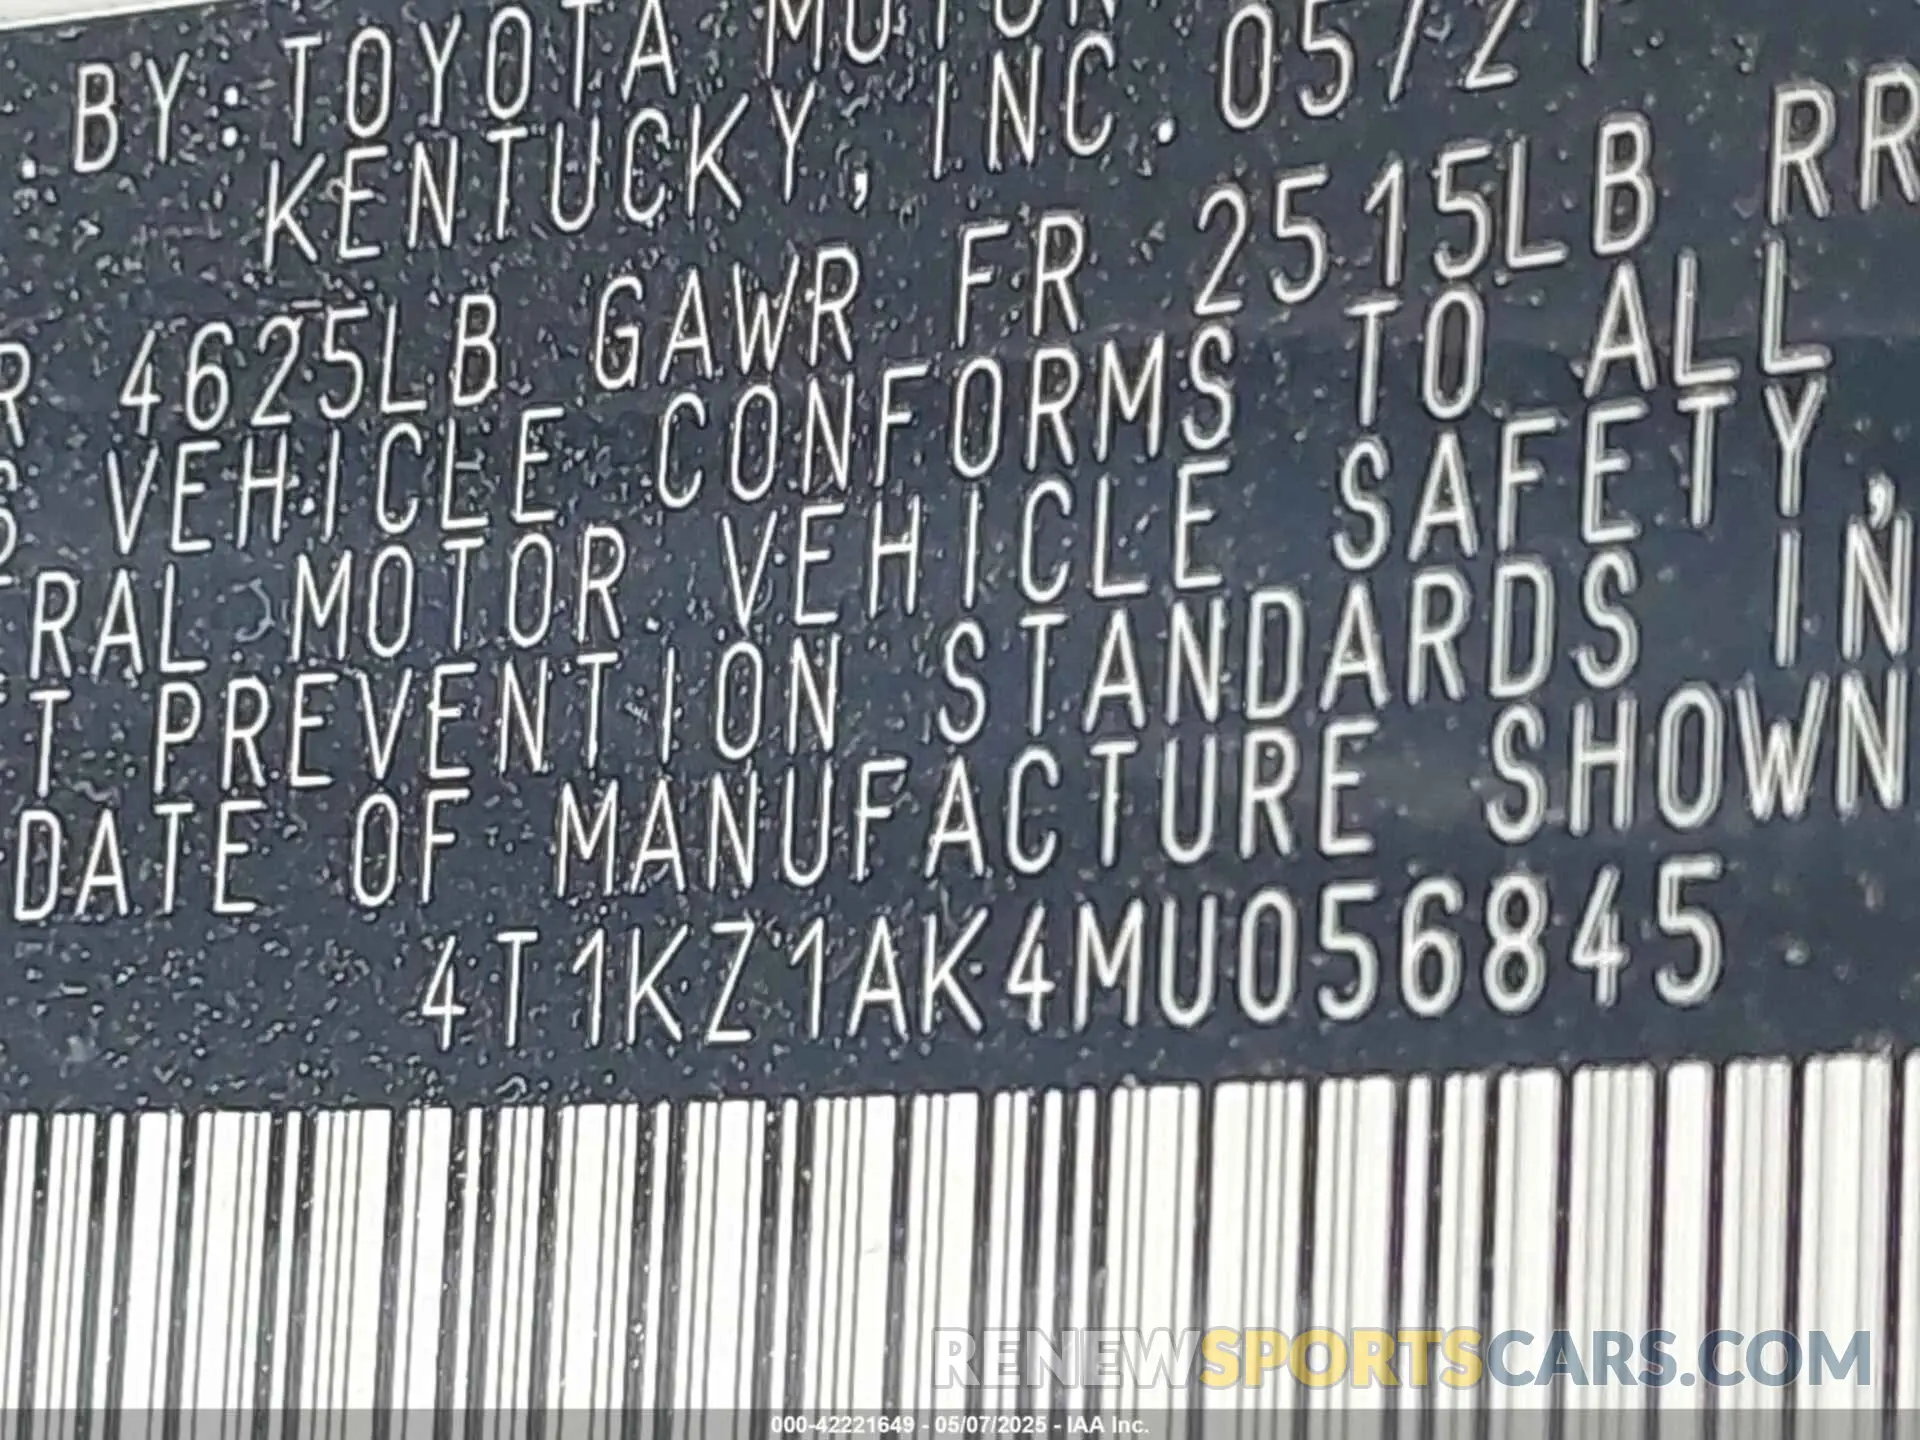 . BY: TOYOTA MOTOR
KENTUCKY, INC. 05/21
R 4625LB GAWR FR 2515LB RR
S VEHICLE CONFORMS TO ALL
RAL MOTOR VEHICLE SAFETY,
T PREVENTION STANDARDS IN
DATE OF MANUFACTURE SHOWN
4T1KZ1AK4MU056845
RENEWSPORTSCARS.COM
000-42221649 - 05/07/2025 - IAA Inc.